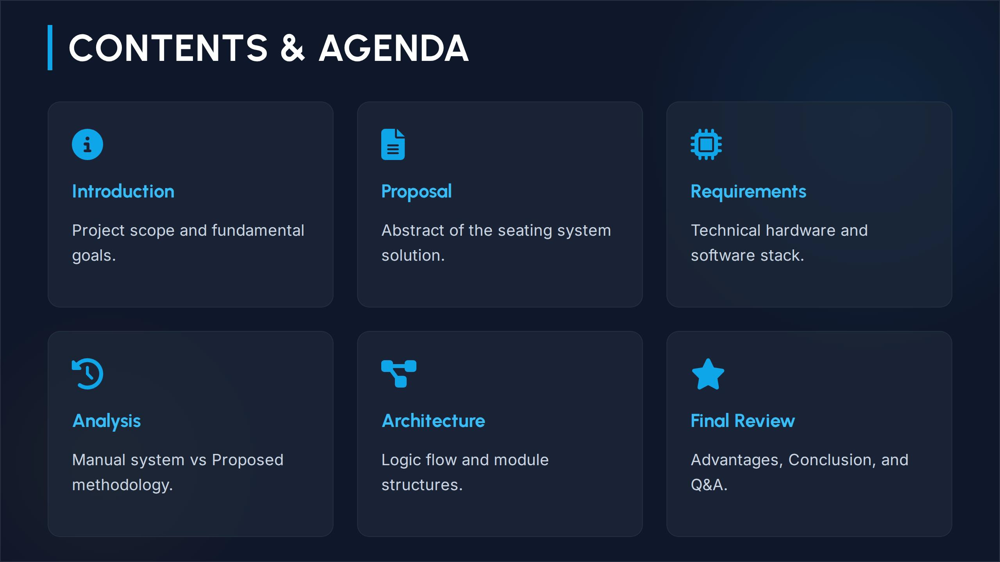 CONTENTS & AGENDA
Introduction
Project scope and fundamental
goals.
Proposal
Abstract of the seating system
solution.
Requirements
Technical hardware and
software stack.
Analysis
Manual system vs Proposed
methodology.
Architecture
Logic flow and module
structures.
Final Review
Advantages, Conclusion, and
Q&A.